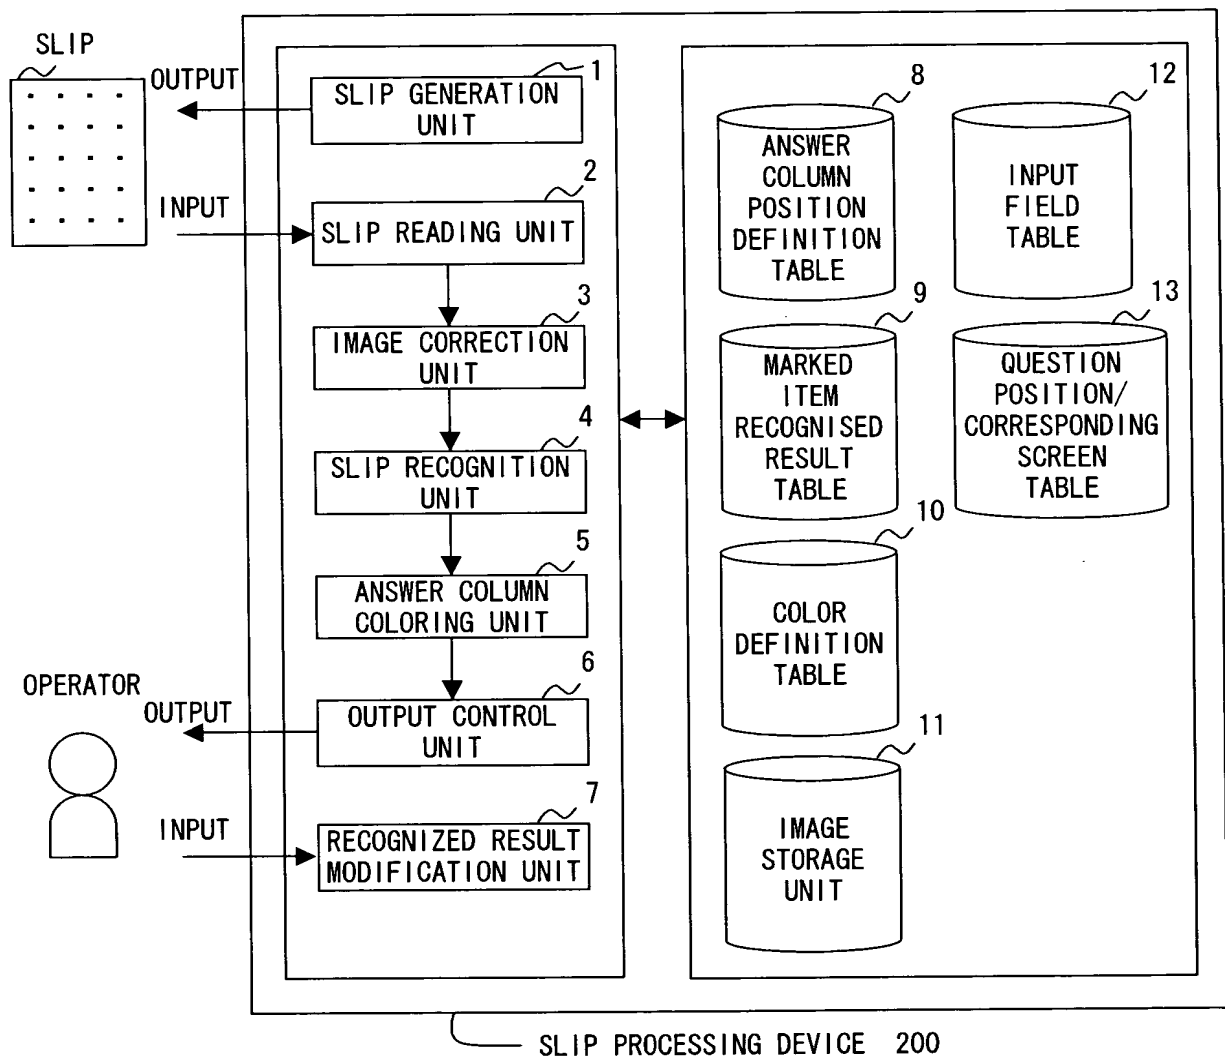 SLIP
OUTPUT
INPUT
1
SLIP GENERATION
UNIT
2
SLIP READING UNIT
3
IMAGE CORRECTION
UNIT
4
SLIP RECOGNITION
UNIT
5
ANSWER COLUMN
COLORING UNIT
6
OUTPUT CONTROL
UNIT
7
RECOGNIZED RESULT
MODIFICATION UNIT
OPERATOR
OUTPUT
INPUT
8
ANSWER
COLUMN
POSITION
DEFINITION
TABLE
12
INPUT
FIELD
TABLE
9
MARKED
ITEM
RECOGNISED
RESULT
TABLE
13
QUESTION
POSITION/
CORRESPONDING
SCREEN
TABLE
10
COLOR
DEFINITION
TABLE
11
IMAGE
STORAGE
UNIT
SLIP PROCESSING DEVICE 200